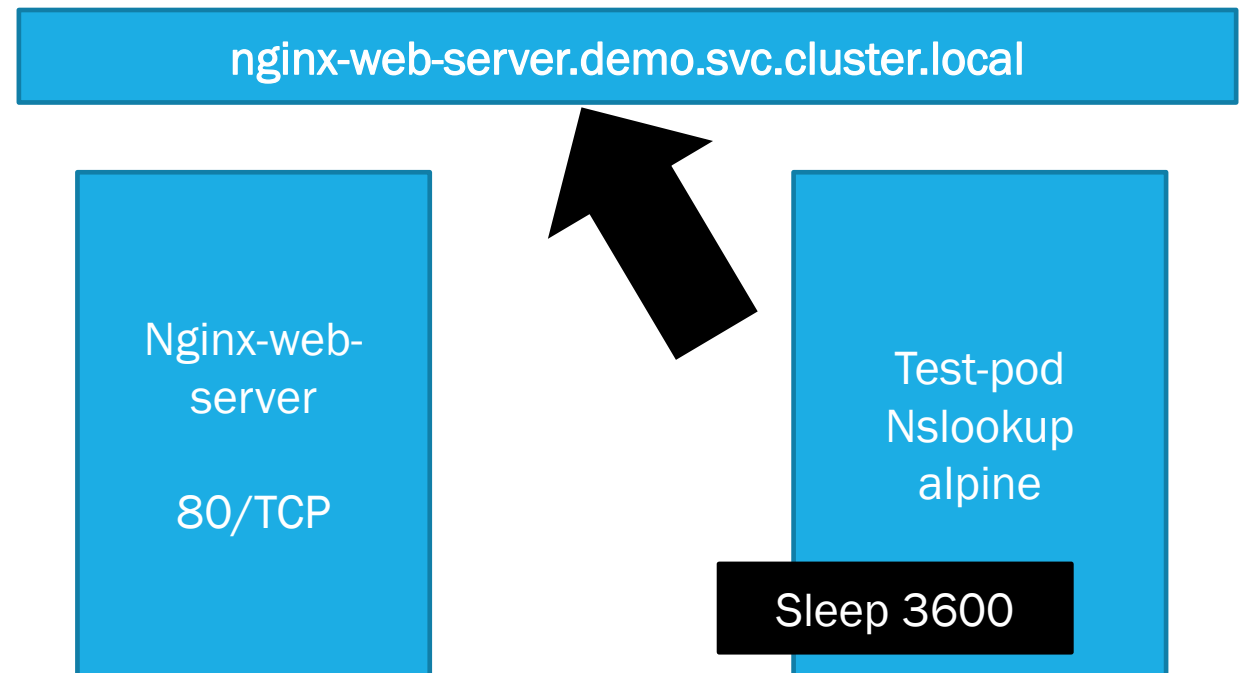 nginx-web-server.demo.svc.cluster.local
Nginx-web-
server
80/TCP
Test-pod
Nslookup
alpine
Sleep 3600